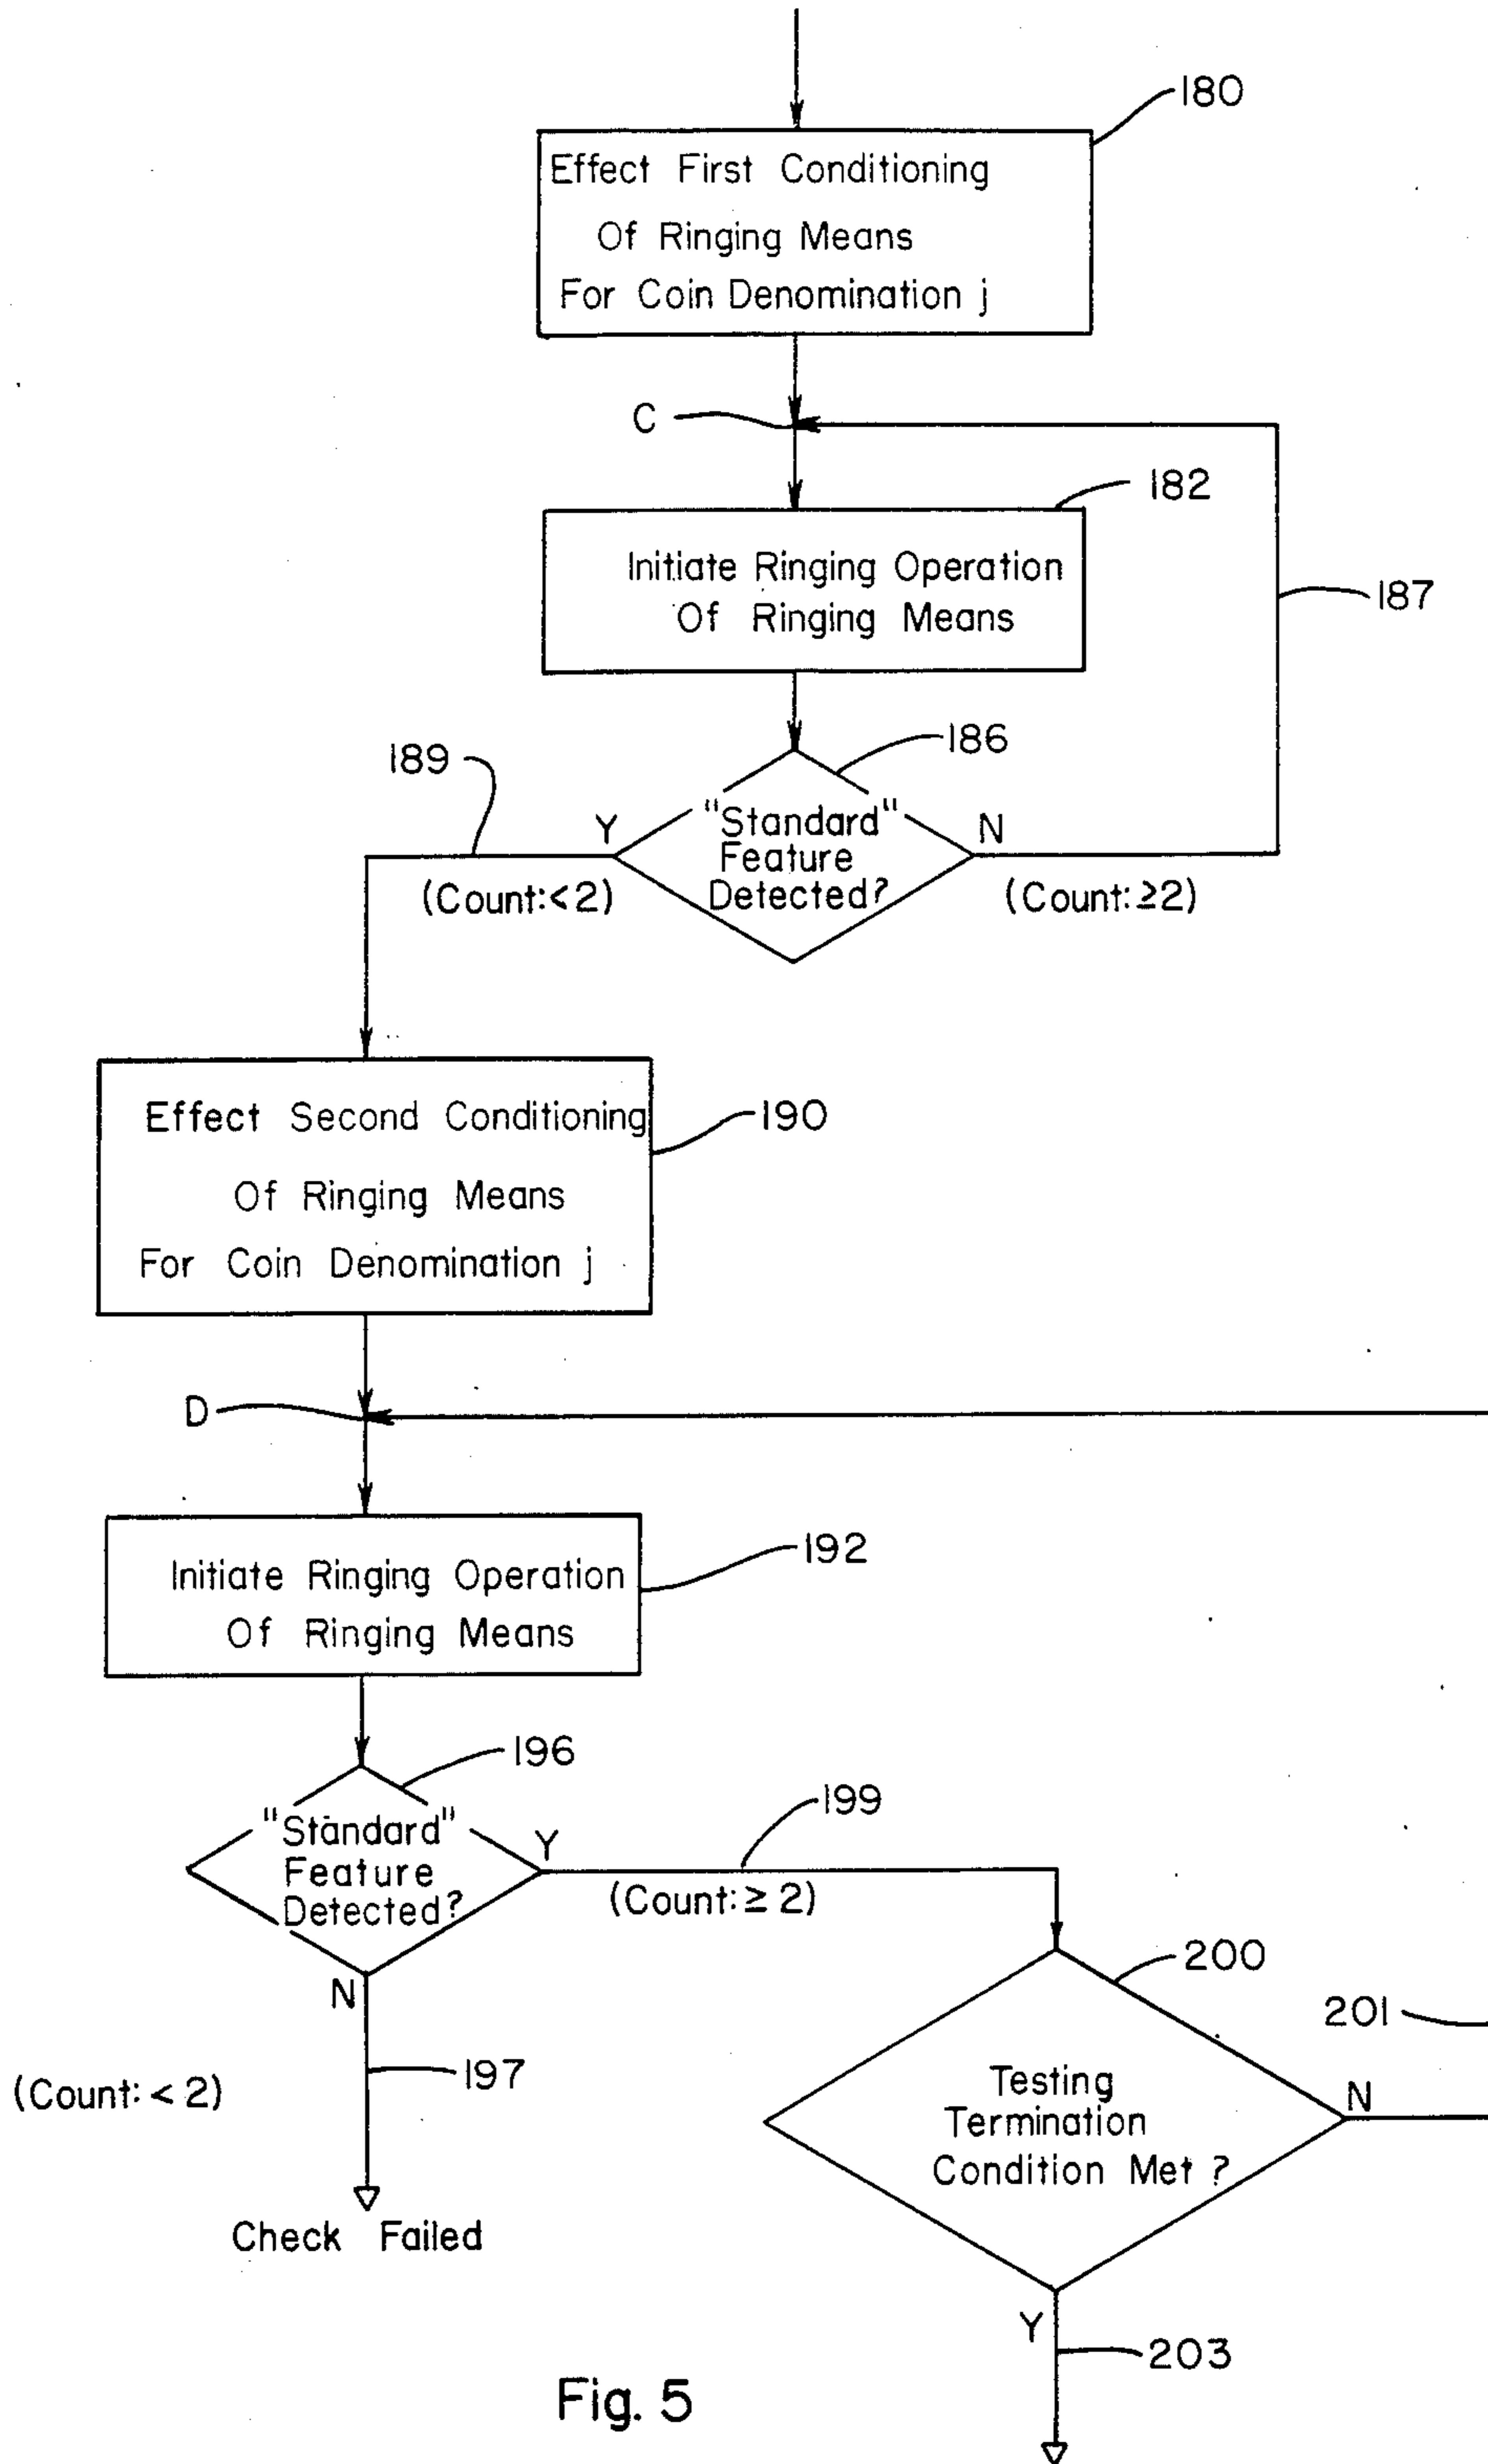 180
Effect First Conditioning
Of Ringing Means
For Coin Denomination j
C
182
Initiate Ringing Operation
Of Ringing Means
187
186
189
Y
"Standard"
Feature
Detected?
N
(Count:<2)
(Count:≥2)
Effect Second Conditioning
Of Ringing Means
For Coin Denomination j
190
D
192
Initiate Ringing Operation
Of Ringing Means
196
"Standard"
Feature
Detected?
Y
199
(Count:≥ 2)
N
197
(Count:< 2)
Check Failed
200
201
Testing
Termination
Condition Met ?
N
Y
203
Fig. 5